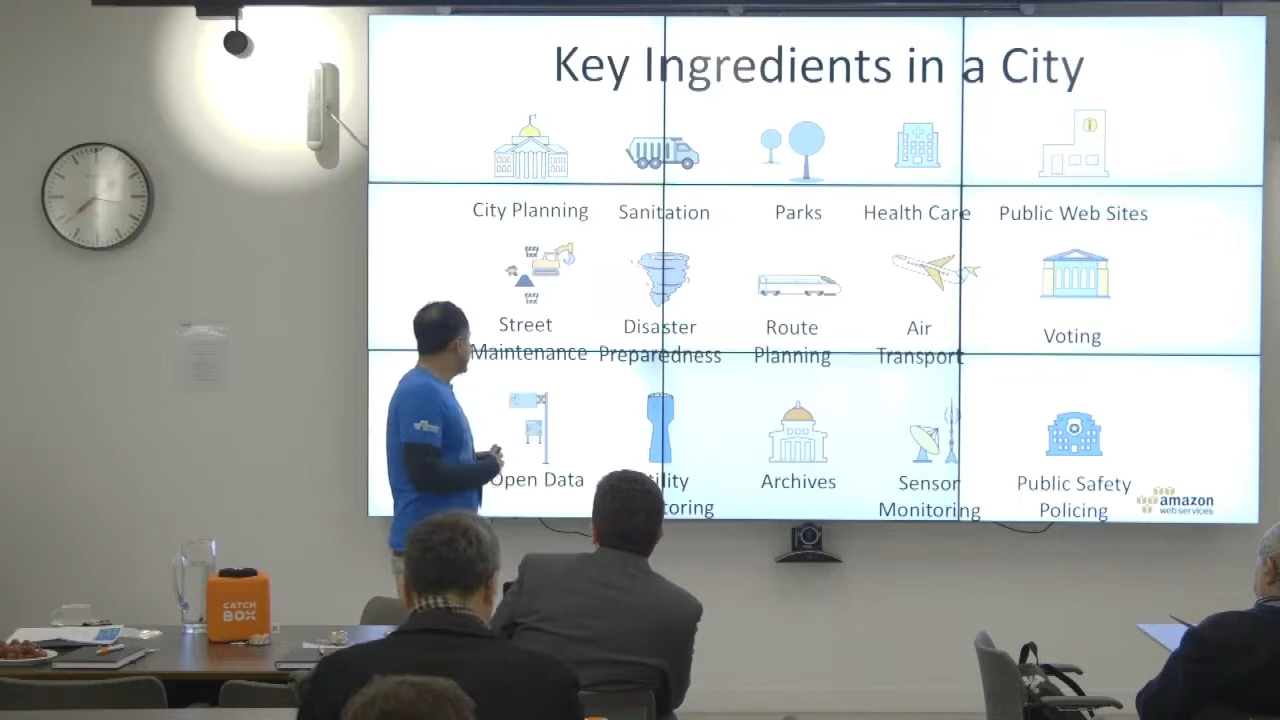 Key Ingredients in a City
City Planning
Sanitation
Parks
Health Care
Public Web Sites
Street
Maintenance
Disaster
Preparedness
Route
Planning
Air
Transport
Voting
Open Data
Archives
Sensor
Monitoring
Public Safety
Policing
amazon
web services
CATCH
BOX